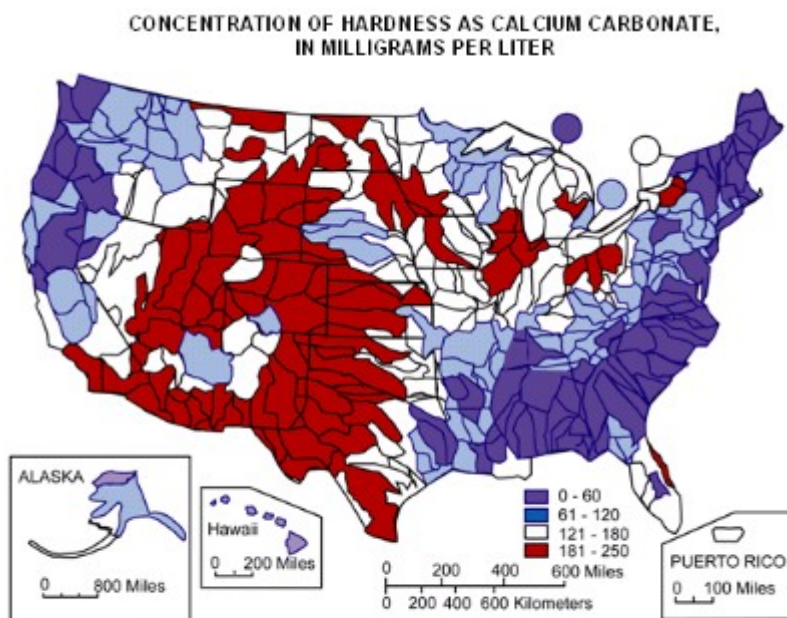 CONCENTRATION OF HARDNESS AS CALCIUM CARBONATE,
IN MILLIGRAMS PER LITER
ALASKA
0 800 Miles
Hawaii
0 200 Miles
0 - 60
61 - 120
121 - 180
181 - 250
0 200 400 600 Miles
0 200 400 600 Kilometers
PUERTO RICO
0 100 Miles